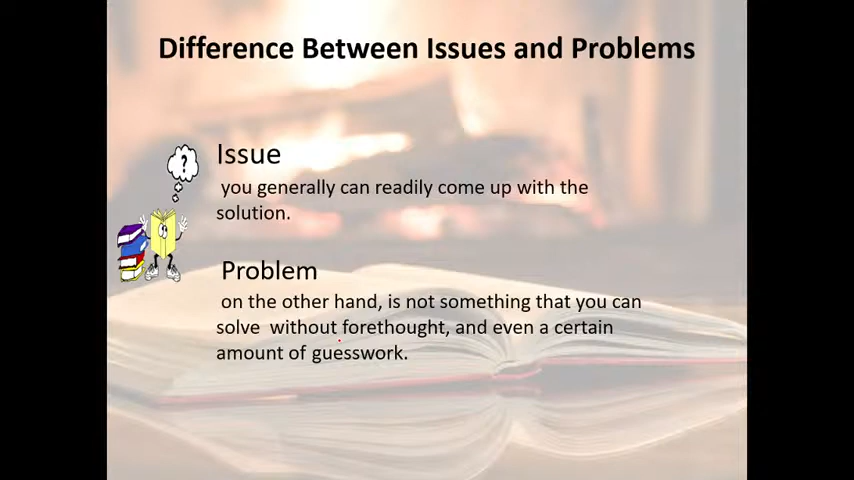 Difference Between Issues and Problems
?
Issue
you generally can readily come up with the
solution.
Problem
on the other hand, is not something that you can
solve without forethought, and even a certain
amount of guesswork.